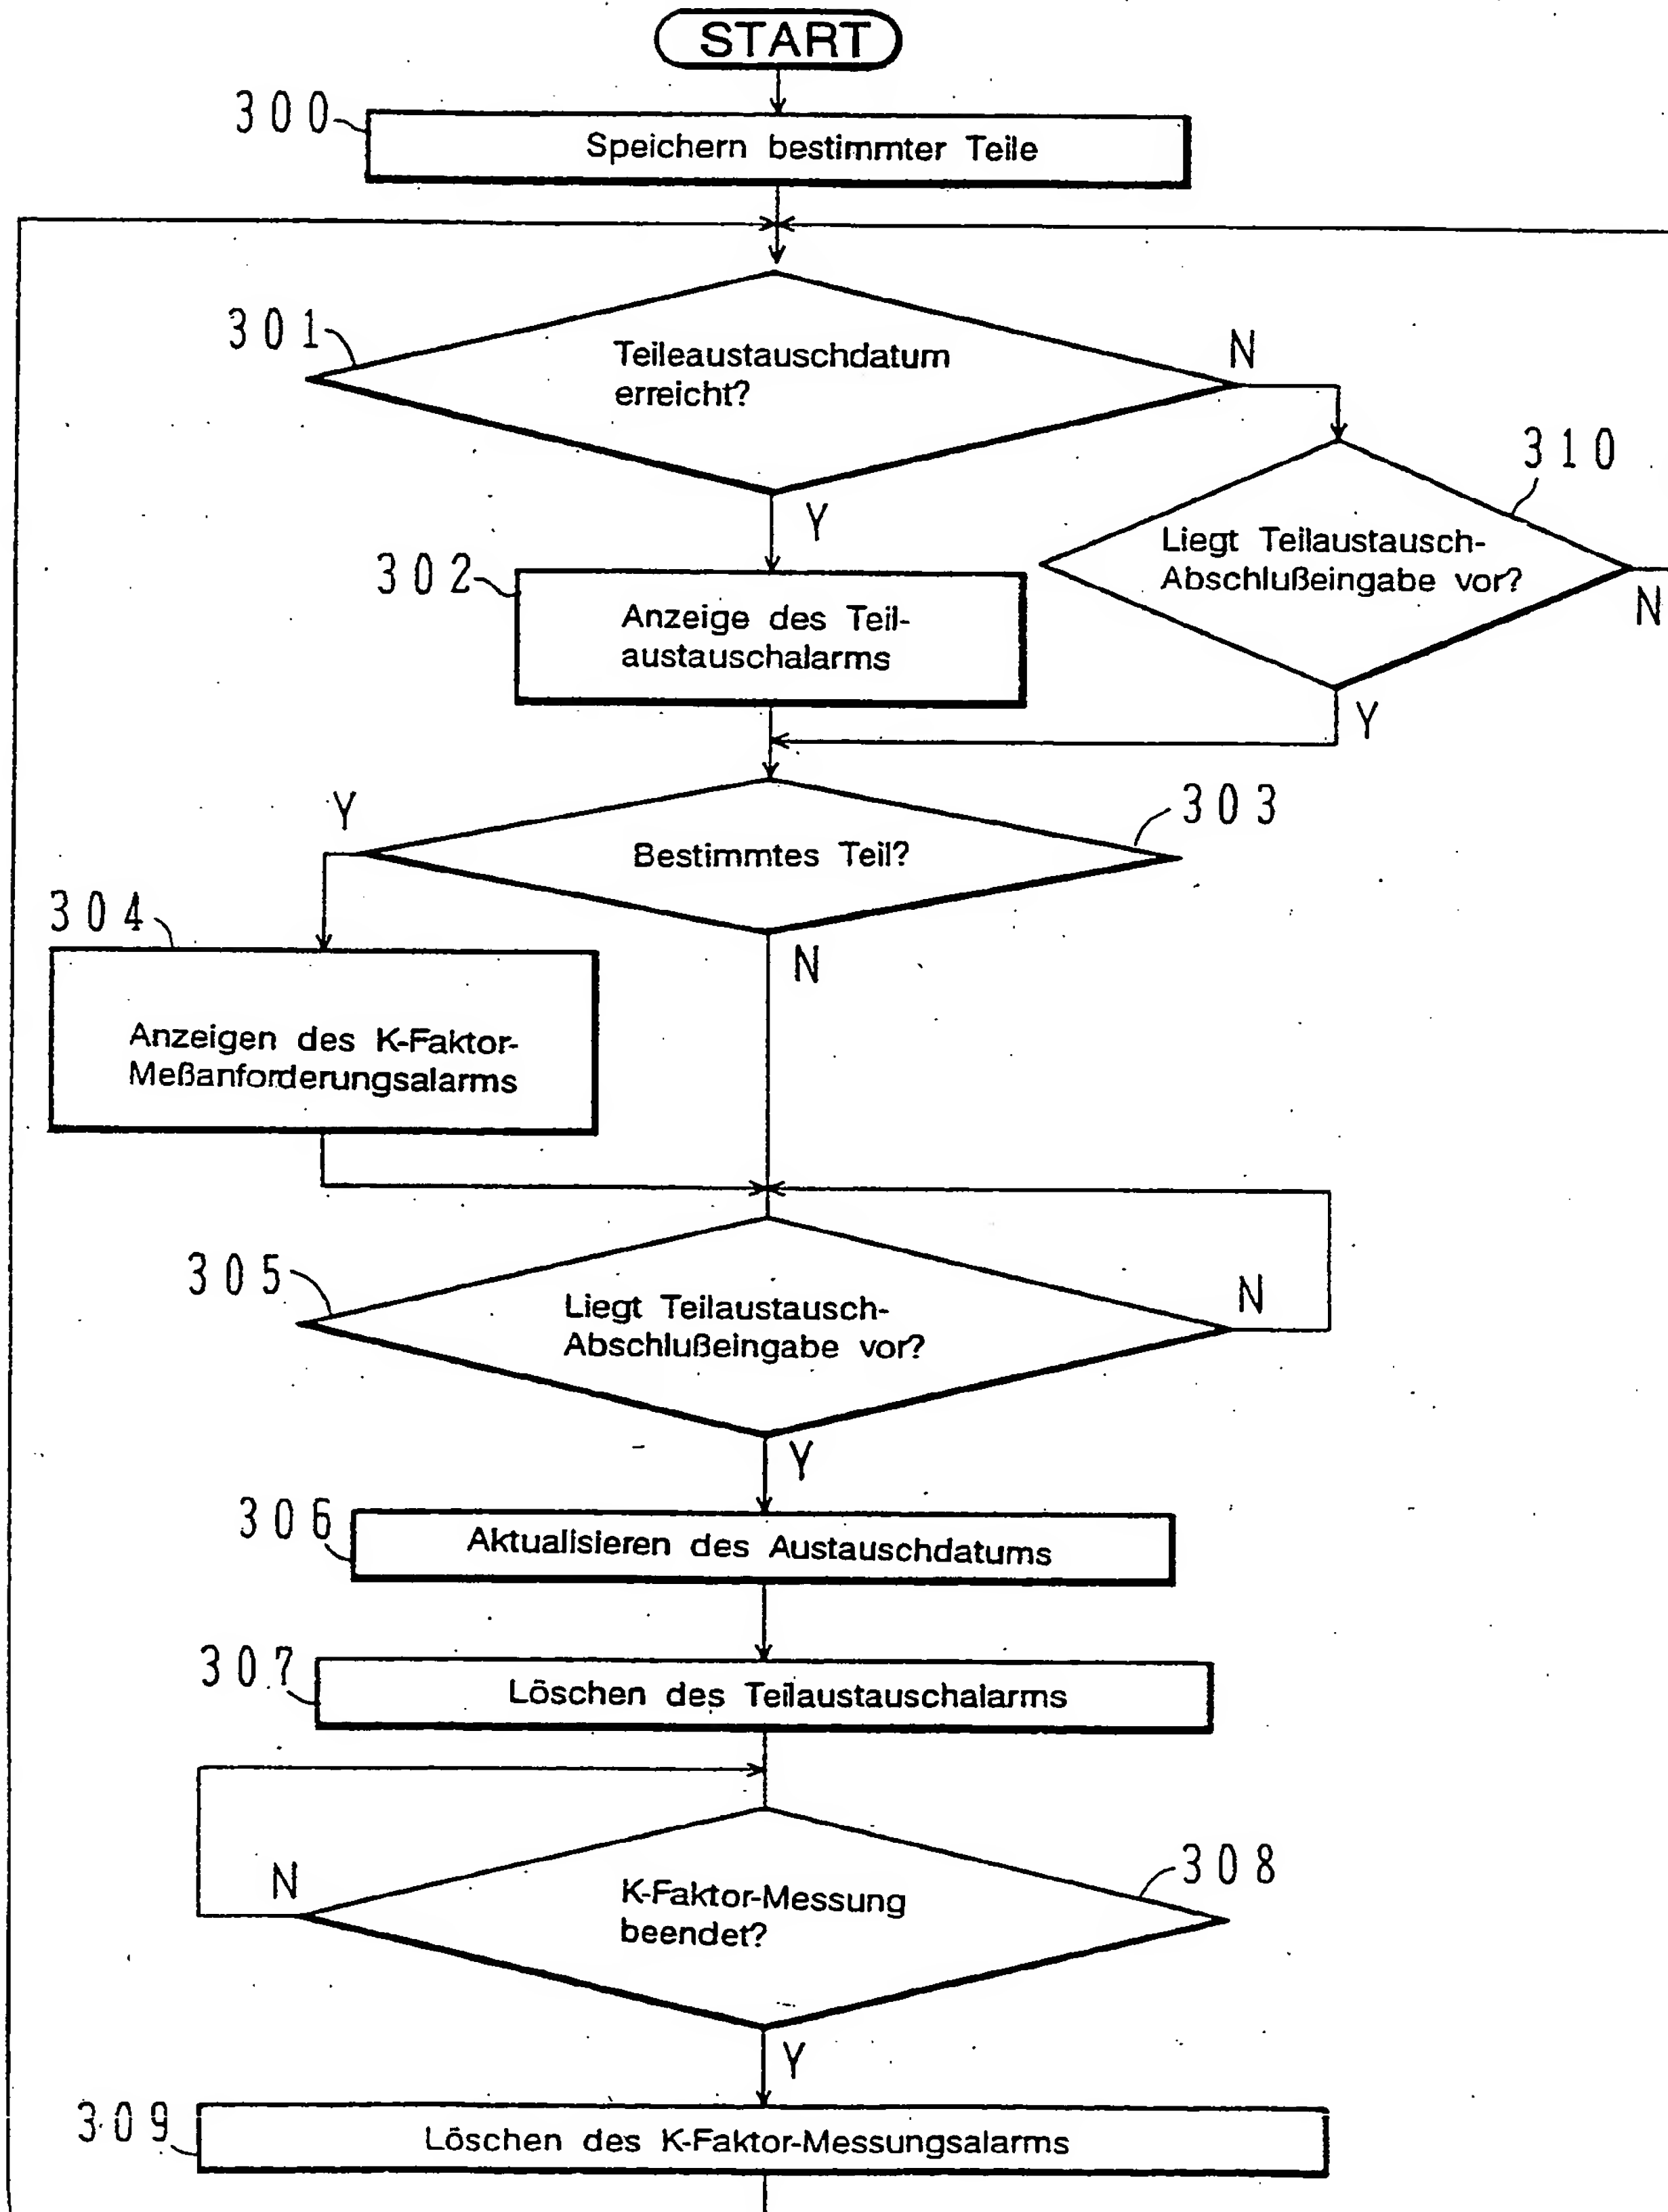 START
300
Speichern bestimmter Teile
301
Teileaustauschdatum
erreicht?
N
310
Liegt Teilaustausch-
Abschlußeingabe vor?
N
Y
Y
302
Anzeige des Teil-
austauschalarms
303
Bestimmtes Teil?
Y
N
304
Anzeigen des K-Faktor-
Meßanforderungsalarms
305
Liegt Teilaustausch-
Abschlußeingabe vor?
N
Y
306
Aktualisieren des Austauschdatums
307
Löschen des Teilaustauschalarms
308
K-Faktor-Messung
beendet?
N
Y
309
Löschen des K-Faktor-Messungsalarms